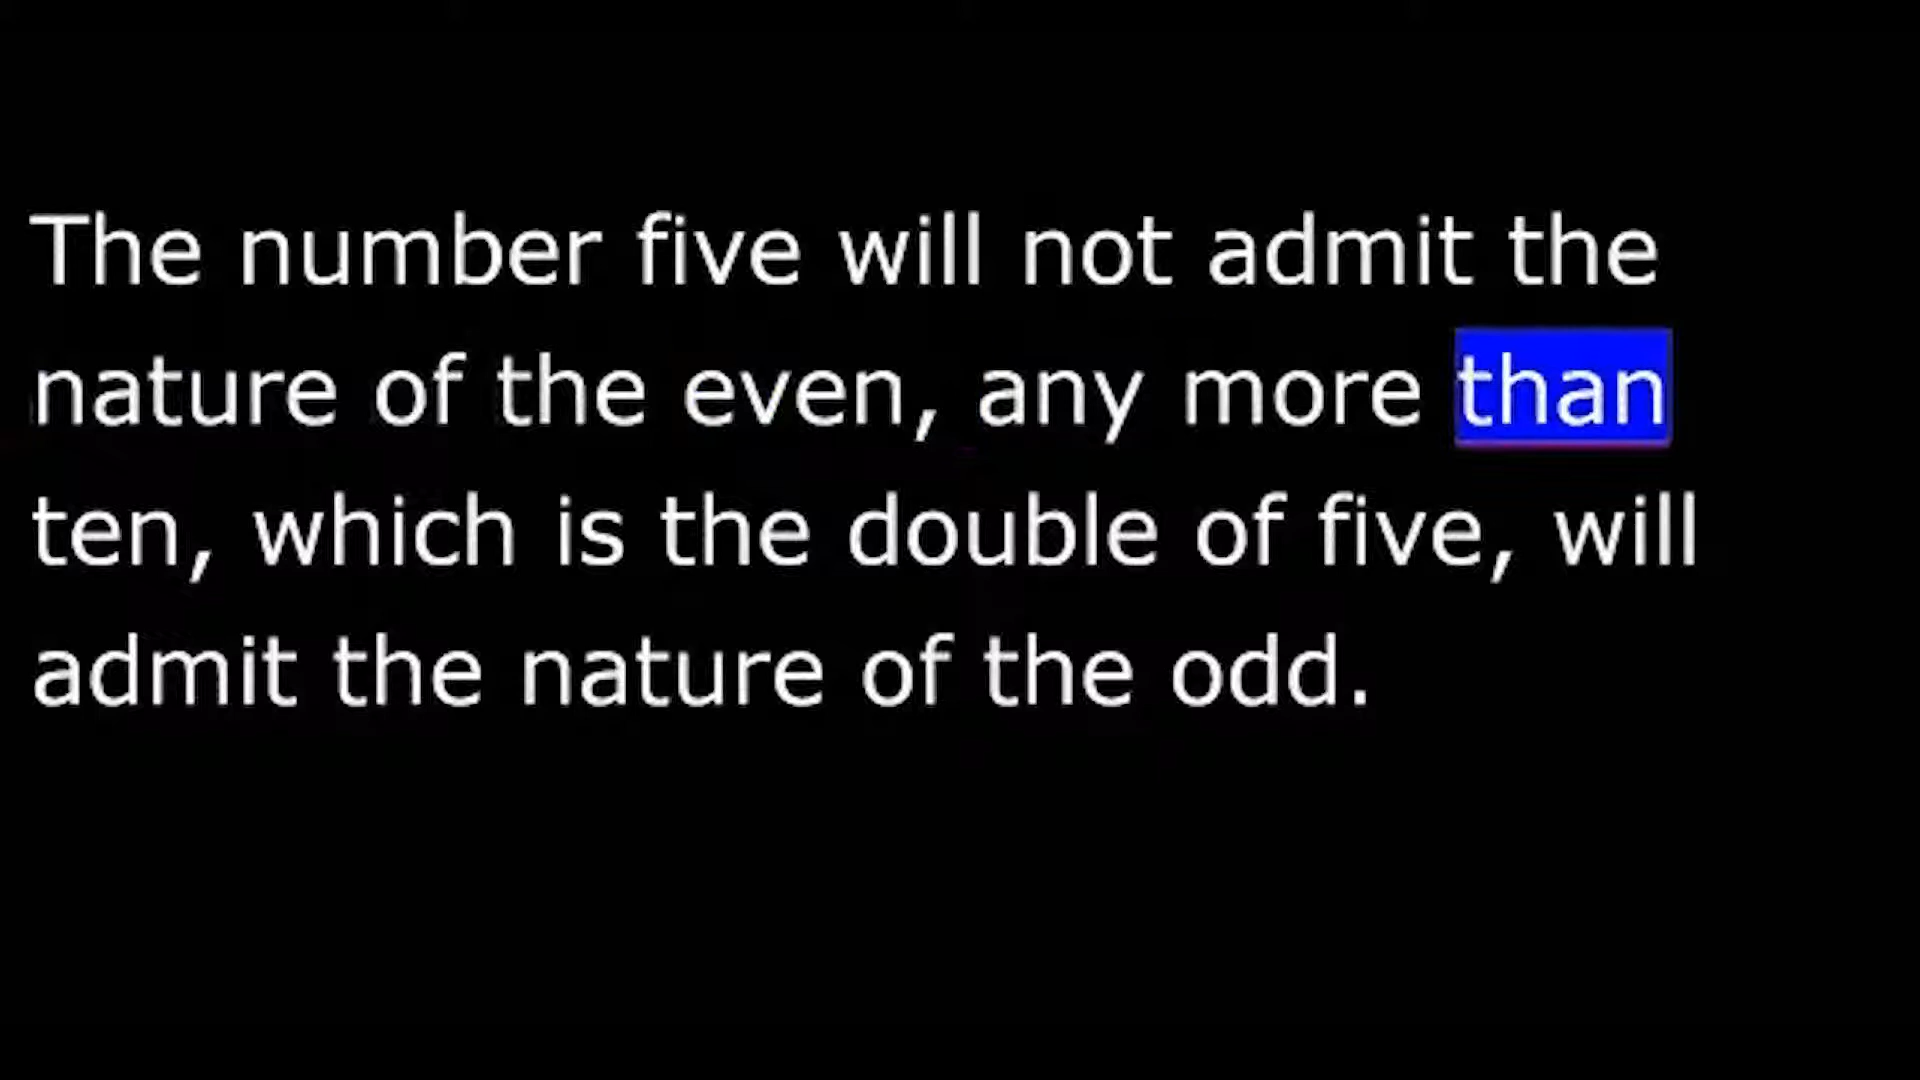 The number five will not admit the
nature of the even, any more than
ten, which is the double of five, will
admit the nature of the odd.